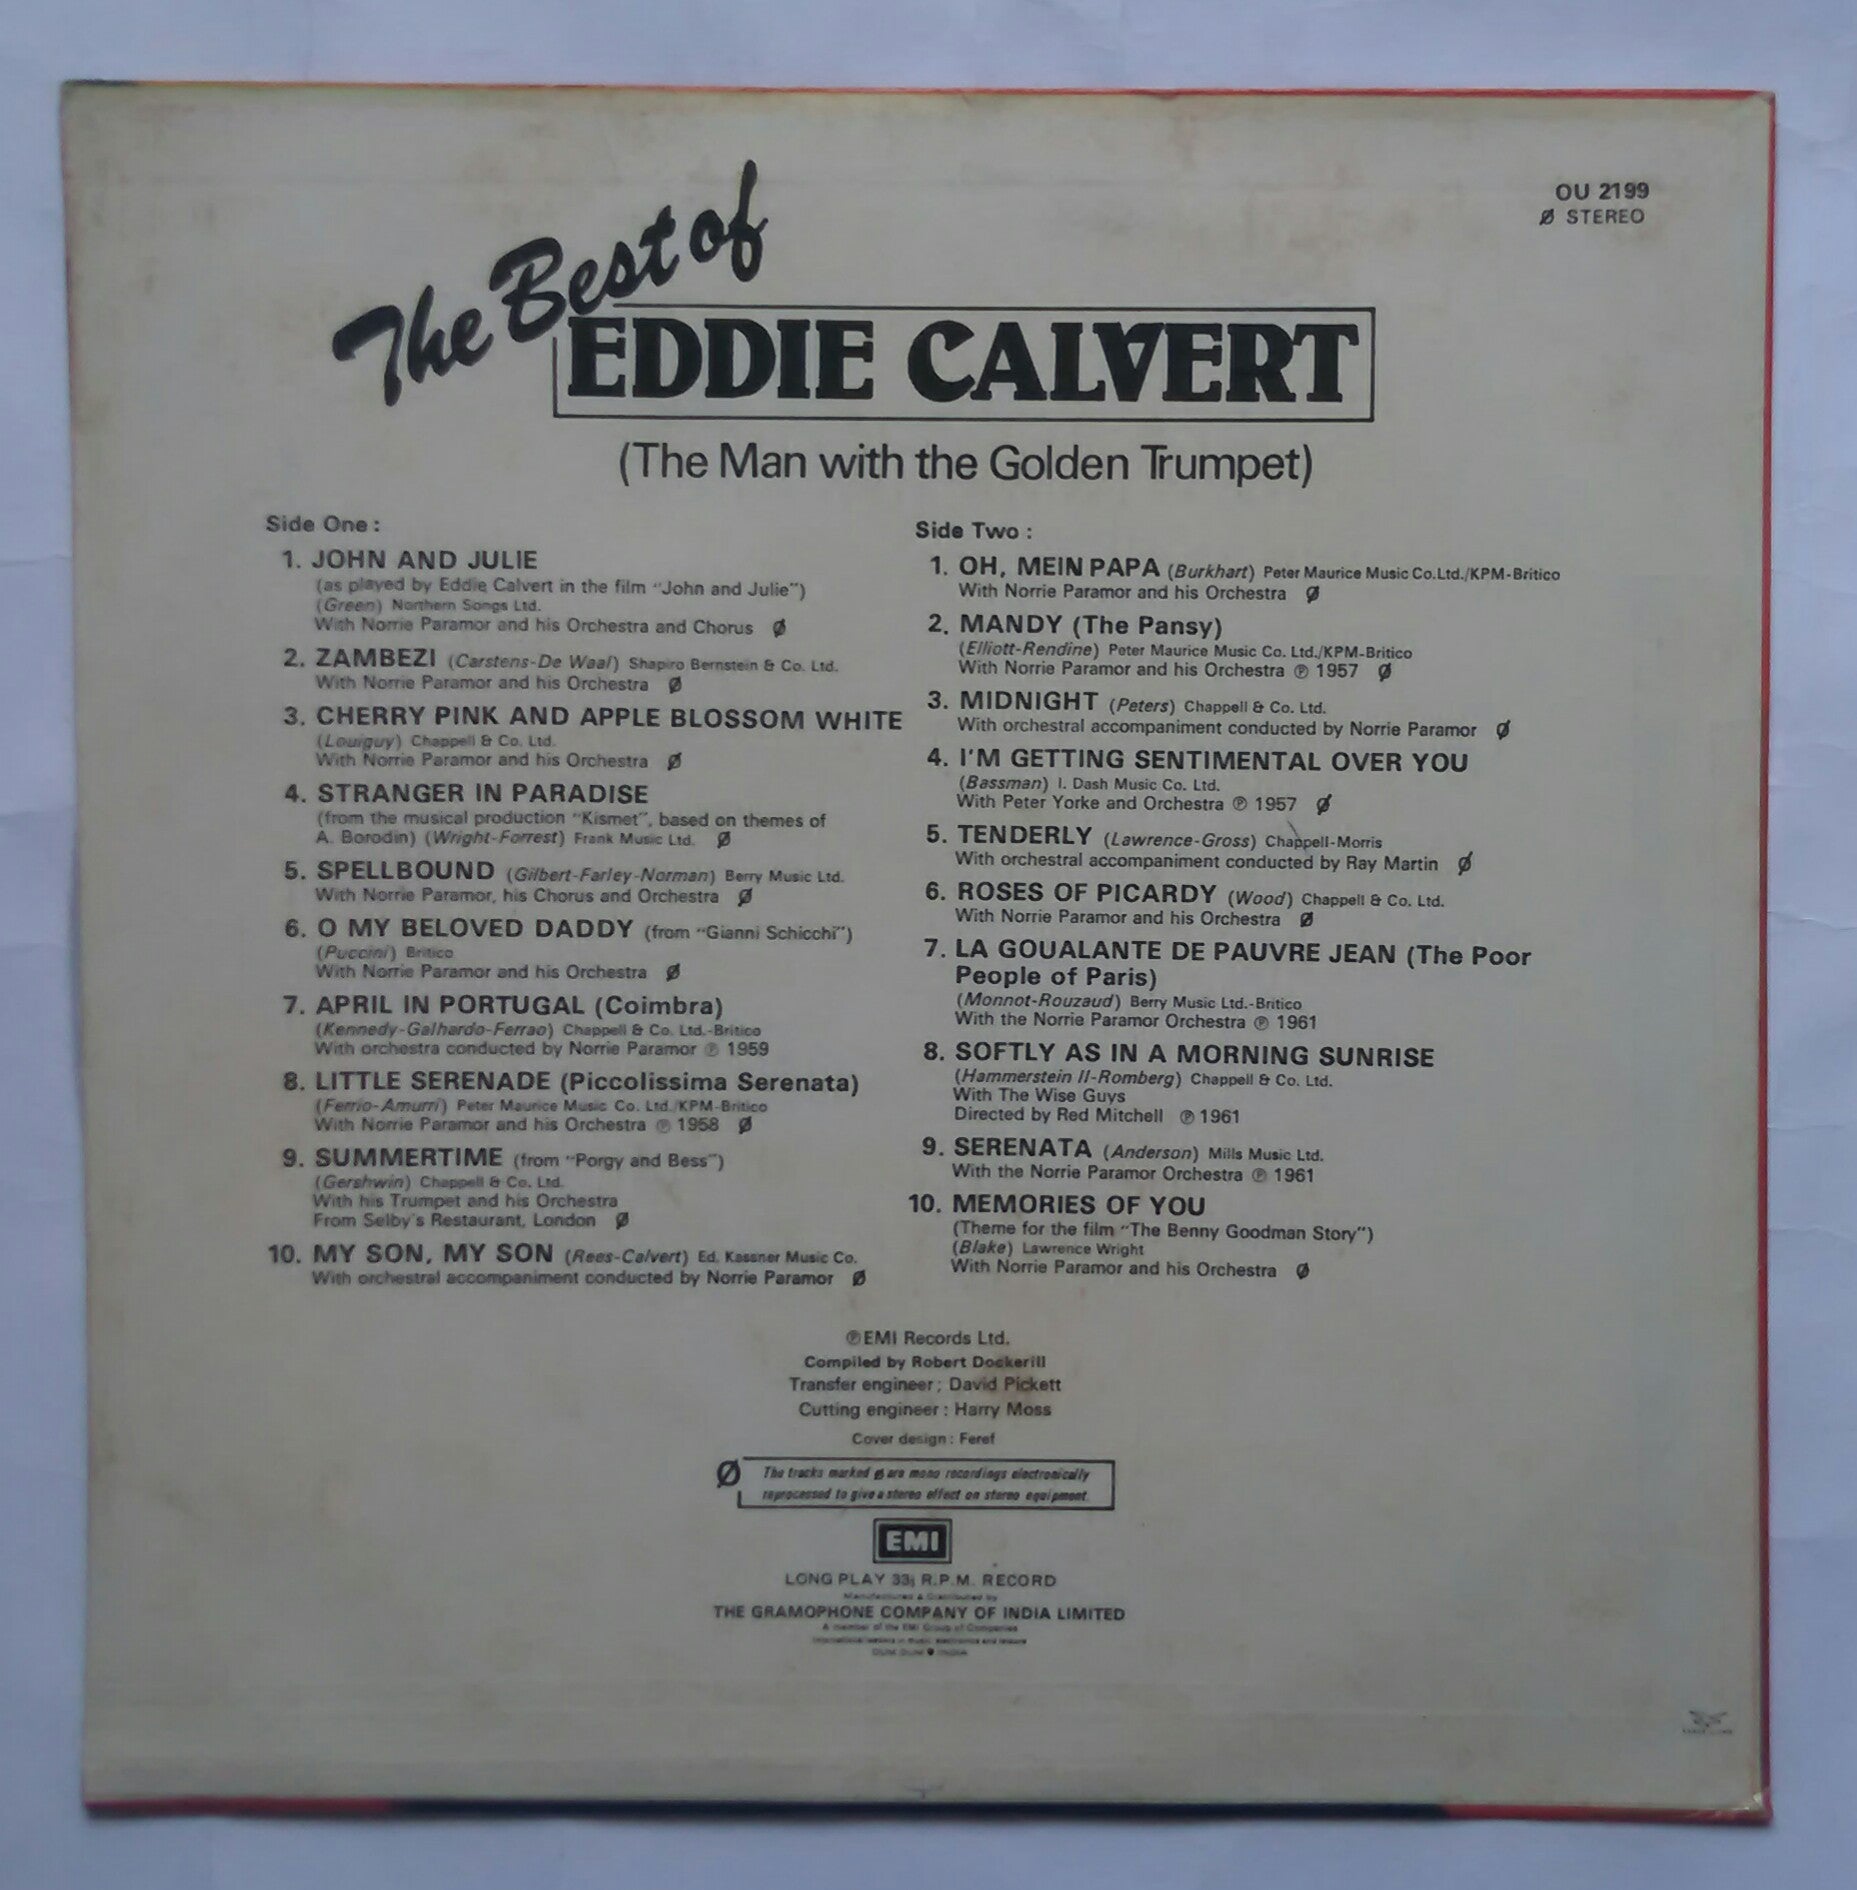 OU 2199
Ø STEREO
The Best of
EDDIE CALVERT
(The Man with the Golden Trumpet)
Side One :
1. JOHN AND JULIE
(as played by Eddie Calvert in the film "John and Julie")
(Green) Northern Songs Ltd.
With Norrie Paramor and his Orchestra and Chorus Ø
2. ZAMBEZI (Carstens-De Waal) Shapiro Bernstein & Co. Ltd.
With Norrie Paramor and his Orchestra Ø
3. CHERRY PINK AND APPLE BLOSSOM WHITE
(Louiguy) Chappell & Co. Ltd.
With Norrie Paramor and his Orchestra Ø
4. STRANGER IN PARADISE
(from the musical production "Kismet", based on themes of
A. Borodin) (Wright-Forrest) Frank Music Ltd. Ø
5. SPELLBOUND (Gilbert-Farley-Norman) Berry Music Ltd.
With Norrie Paramor, his Chorus and Orchestra Ø
6. O MY BELOVED DADDY (from "Gianni Schicchi")
(Puccini) Britico
With Norrie Paramor and his Orchestra Ø
7. APRIL IN PORTUGAL (Coimbra)
(Kennedy-Galhardo-Ferrao) Chappell & Co. Ltd.-Britico
With orchestra conducted by Norrie Paramor ℗ 1959
8. LITTLE SERENADE (Piccolissima Serenata)
(Ferrio-Amurri) Peter Maurice Music Co. Ltd./KPM-Britico
With Norrie Paramor and his Orchestra ℗ 1958 Ø
9. SUMMERTIME (from "Porgy and Bess")
(Gershwin) Chappell & Co. Ltd.
With his Trumpet and his Orchestra
From Selby's Restaurant, London Ø
10. MY SON, MY SON (Rees-Calvert) Ed. Kassner Music Co.
With orchestral accompaniment conducted by Norrie Paramor Ø
Side Two :
1. OH, MEIN PAPA (Burkhart) Peter Maurice Music Co.Ltd./KPM-Britico
With Norrie Paramor and his Orchestra Ø
2. MANDY (The Pansy)
(Elliott-Rendine) Peter Maurice Music Co. Ltd./KPM-Britico
With Norrie Paramor and his Orchestra ℗ 1957 Ø
3. MIDNIGHT (Peters) Chappell & Co. Ltd.
With orchestral accompaniment conducted by Norrie Paramor Ø
4. I'M GETTING SENTIMENTAL OVER YOU
(Bassman) I. Dash Music Co. Ltd.
With Peter Yorke and Orchestra ℗ 1957 Ø
5. TENDERLY (Lawrence-Gross) Chappell-Morris
With orchestral accompaniment conducted by Ray Martin Ø
6. ROSES OF PICARDY (Wood) Chappell & Co. Ltd.
With Norrie Paramor and his Orchestra Ø
7. LA GOUALANTE DE PAUVRE JEAN (The Poor
People of Paris)
(Monnot-Rouzaud) Berry Music Ltd.-Britico
With the Norrie Paramor Orchestra ℗ 1961
8. SOFTLY AS IN A MORNING SUNRISE
(Hammerstein II-Romberg) Chappell & Co. Ltd.
With The Wise Guys
Directed by Red Mitchell ℗ 1961
9. SERENATA (Anderson) Mills Music Ltd.
With the Norrie Paramor Orchestra ℗ 1961
10. MEMORIES OF YOU
(Theme for the film "The Benny Goodman Story")
(Blake) Lawrence Wright
With Norrie Paramor and his Orchestra Ø
℗ EMI Records Ltd.
Compiled by Robert Dockerill
Transfer engineer ; David Pickett
Cutting engineer : Harry Moss
Cover design : Feref
Ø The tracks marked Ø are mono recordings electronically
reprocessed to give a stereo effect on stereo equipment.
EMI
LONG PLAY 33⅓ R.P.M. RECORD
Manufactured & Distributed by
THE GRAMOPHONE COMPANY OF INDIA LIMITED
A member of the EMI Group of Companies
International leaders in music, electronics and leisure
DUM DUM ● INDIA